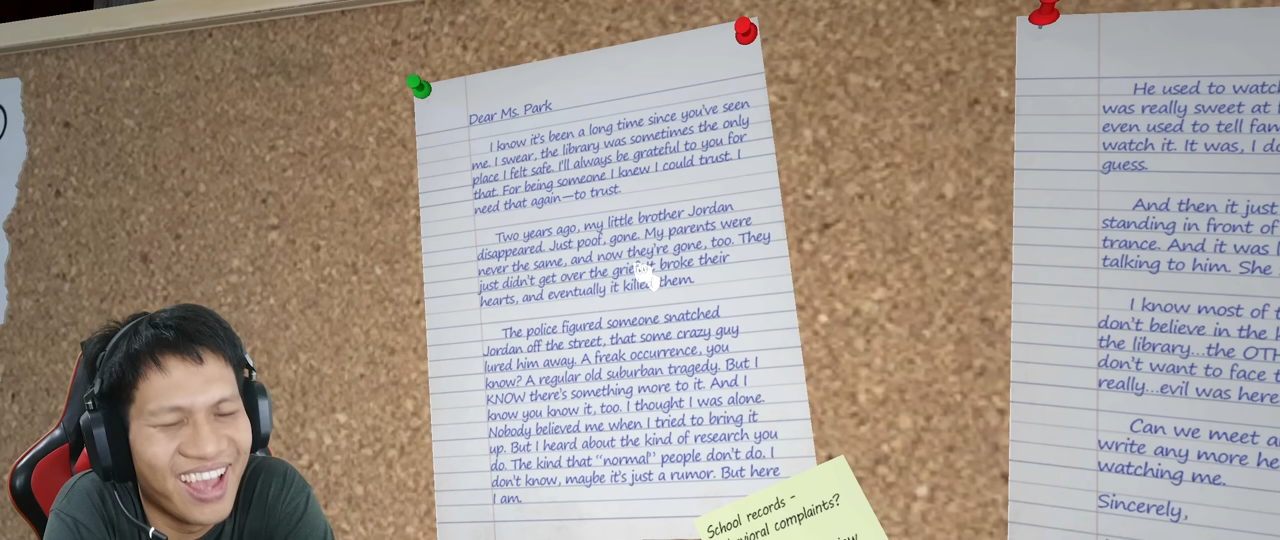 Dear Ms. Park
I know it's been a long time since you've seen
me. I swear, the library was sometimes the only
place I felt safe. I'll always be grateful to you for
that. For being someone I knew I could trust. I
need that again—to trust.
Two years ago, my little brother Jordan
disappeared. Just poof, gone. My parents were
never the same, and now they're gone, too. They
just didn't get over the broke their
hearts, and eventually it killed them.
The police figured someone snatched
Jordan off the street, that some crazy guy
lured him away. A freak occurrence, you
know? A regular old suburban tragedy. But I
KNOW there's something more to it. And I
know you know it, too. I thought I was alone.
Nobody believed me when I tried to bring it
up. But I heard about the kind of research you
do. The kind that "normal" people don't do. I
don't know, maybe it's just a rumor. But here
I am.
School records -
complaints?
He used to watch
was really sweet at
even used to tell
watch it. It was, I
guess.
And then it just
standing in front of
trance. And it was
talking to him. She
I know most of
don't believe in the
the library...the
don't want to face
really...evil was here
Can we meet
write any more
watching me.
Sincerely,